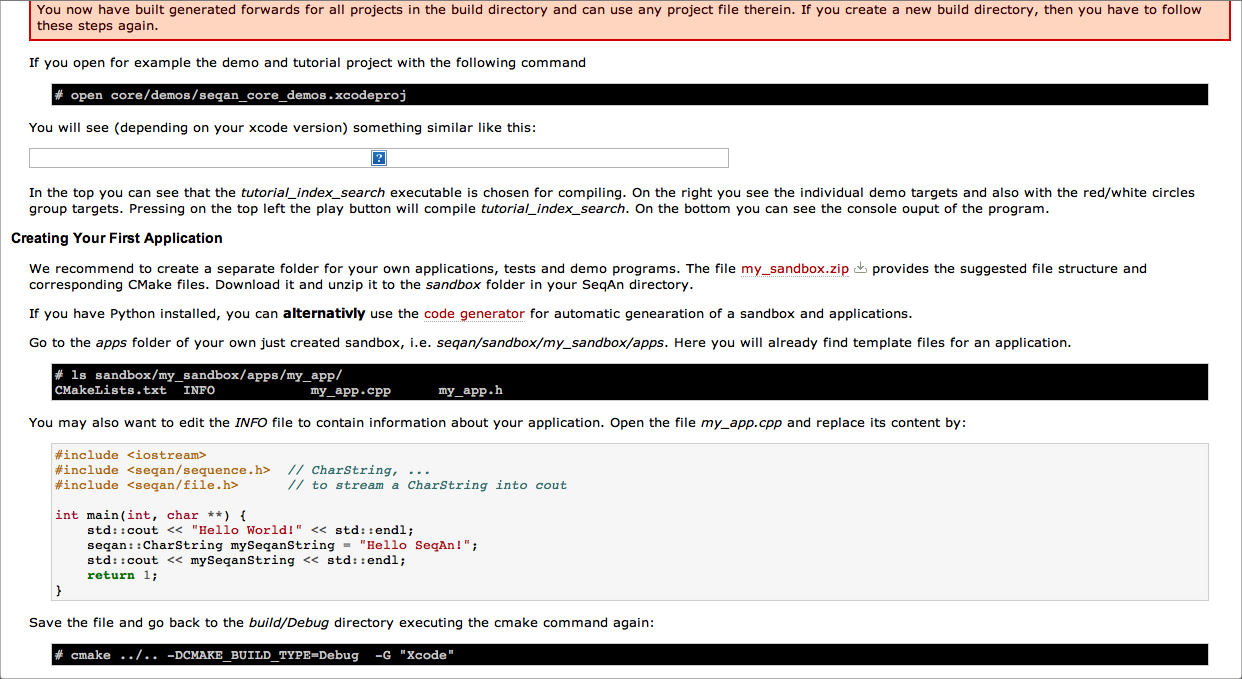 You now have built generated forwards for all projects in the build directory and can use any project file therein. If you create a new build directory, then you have to follow
these steps again.
If you open for example the demo and tutorial project with the following command
# open core/demos/seqan_core_demos.xcodeproj
You will see (depending on your xcode version) something similar like this:
?
In the top you can see that the tutorial_index_search executable is chosen for compiling. On the right you see the individual demo targets and also with the red/white circles
group targets. Pressing on the top left the play button will compile tutorial_index_search. On the bottom you can see the console ouput of the program.
Creating Your First Application
We recommend to create a separate folder for your own applications, tests and demo programs. The file my_sandbox.zip provides the suggested file structure and
corresponding CMake files. Download it and unzip it to the sandbox folder in your SeqAn directory.
If you have Python installed, you can alternativly use the code generator for automatic genearation of a sandbox and applications.
Go to the apps folder of your own just created sandbox, i.e. seqan/sandbox/my_sandbox/apps. Here you will already find template files for an application.
# ls sandbox/my_sandbox/apps/my_app/
CMakeLists.txt  INFO            my_app.cpp      my_app.h
You may also want to edit the INFO file to contain information about your application. Open the file my_app.cpp and replace its content by:
#include <iostream>
#include <seqan/sequence.h>  // CharString, ...
#include <seqan/file.h>      // to stream a CharString into cout
int main(int, char **) {
    std::cout << "Hello World!" << std::endl;
    seqan::CharString mySeqanString = "Hello SeqAn!";
    std::cout << mySeqanString << std::endl;
    return 1;
}
Save the file and go back to the build/Debug directory executing the cmake command again:
# cmake ../.. -DCMAKE_BUILD_TYPE=Debug  -G "Xcode"